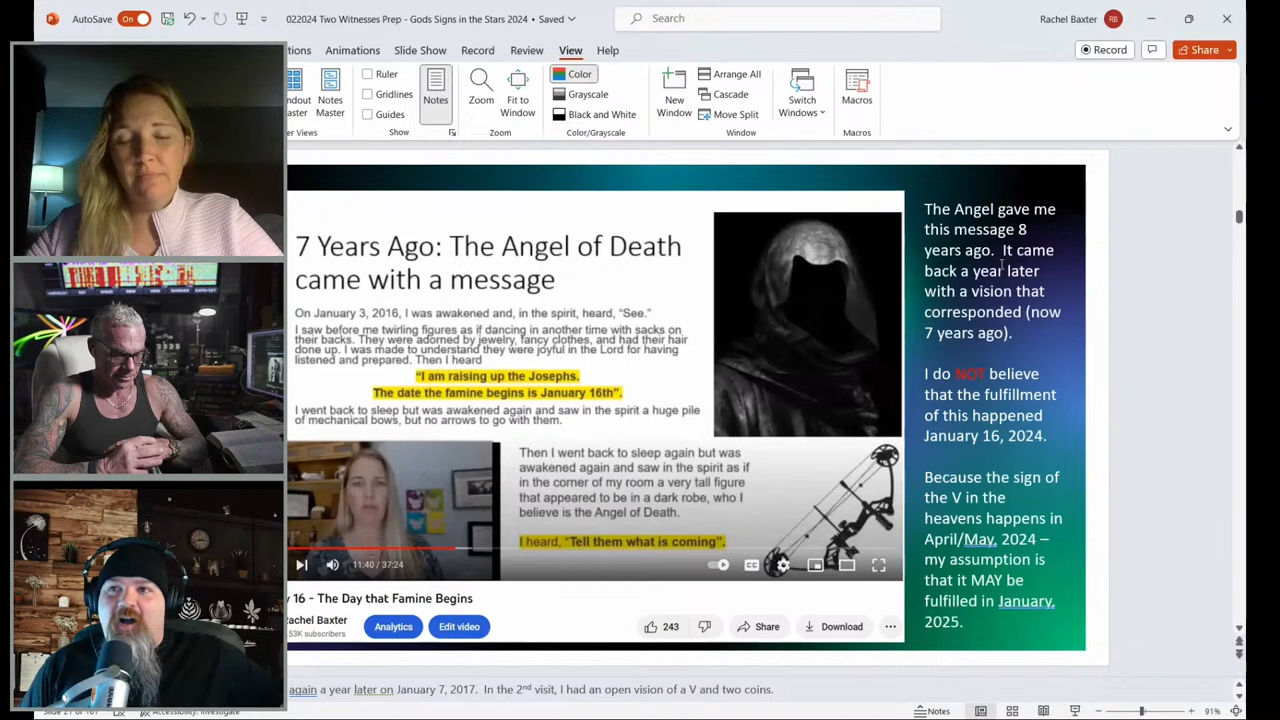 AutoSave On 022024 Two Witnesses Prep - Gods Signs in the Stars 2024 • Saved Search Rachel Baxter RB
tions Animations Slide Show Record Review View Help Record Share
ndout Master
Notes Master
er Views
Ruler
Gridlines
Guides
Show
Notes
Zoom
Fit to Window
Zoom
Color
Grayscale
Black and White
Color/Grayscale
New Window
Arrange All
Cascade
Move Split
Window
Switch Windows
Macros
Macros
7 Years Ago: The Angel of Death
came with a message
On January 3, 2016, I was awakened and, in the spirit, heard, “See.”
I saw before me twirling figures as if dancing in another time with sacks on
their backs. They were adorned by jewelry, fancy clothes, and had their hair
done up. I was made to understand they were joyful in the Lord for having
listened and prepared. Then I heard
“I am raising up the Josephs.
The date the famine begins is January 16th”.
I went back to sleep but was awakened again and saw in the spirit a huge pile
of mechanical bows, but no arrows to go with them.
Then I went back to sleep again but was
awakened again and saw in the spirit as if
in the corner of my room a very tall figure
that appeared to be in a dark robe, who I
believe is the Angel of Death.
I heard, “Tell them what is coming”.
11:40 / 37:24
CC
y 16 - The Day that Famine Begins
Rachel Baxter
53K subscribers
Analytics
Edit video
243
Share
Download
The Angel gave me
this message 8
years ago. It came
back a year later
with a vision that
corresponded (now
7 years ago).
I do NOT believe
that the fulfillment
of this happened
January 16, 2024.
Because the sign of
the V in the
heavens happens in
April/May, 2024 –
my assumption is
that it MAY be
fulfilled in January,
2025.
again a year later on January 7, 2017. In the 2nd visit, I had an open vision of a V and two coins.
Notes 91%